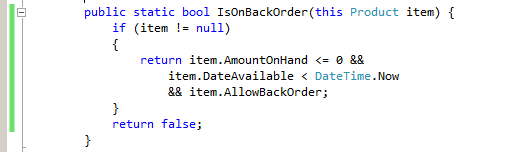 public static bool IsOnBackOrder(this Product item) {
if (item != null)
{
return item.AmountOnHand <= 0 &&
item.DateAvailable < DateTime.Now
&& item.AllowBackOrder;
}
return false;
}